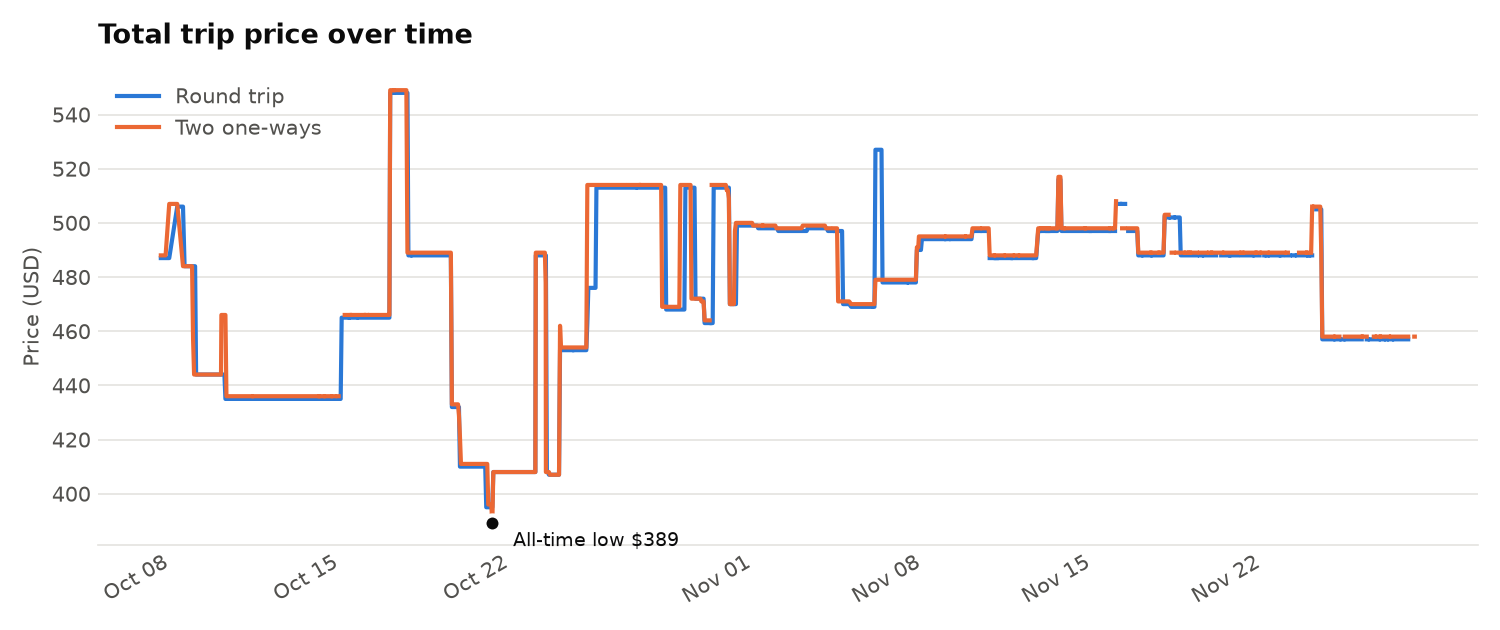 Total trip price over time
Round trip
Two one-ways
Price (USD)
540
520
500
480
460
440
420
400
All-time low $389
Oct 08
Oct 15
Oct 22
Nov 01
Nov 08
Nov 15
Nov 22